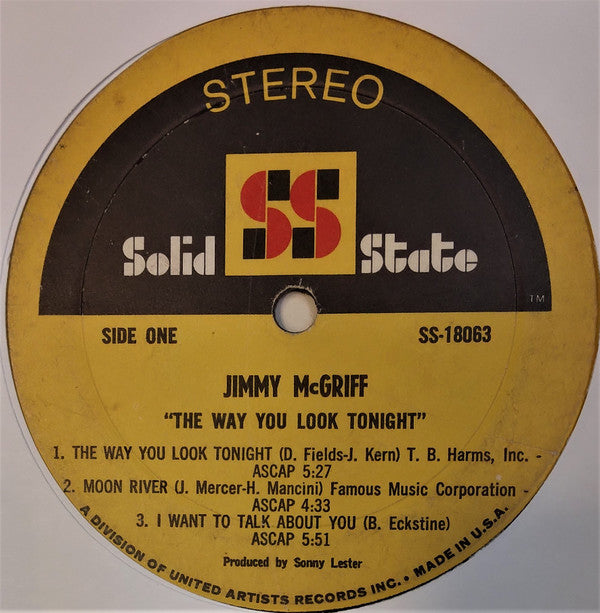 STEREO
SS
Solid State
TM
SIDE ONE SS-18063
JIMMY McGRIFF
"THE WAY YOU LOOK TONIGHT"
1. THE WAY YOU LOOK TONIGHT (D. Fields-J. Kern) T. B. Harms, Inc. -
ASCAP 5:27
2. MOON RIVER (J. Mercer-H. Mancini) Famous Music Corporation -
ASCAP 4:33
3. I WANT TO TALK ABOUT YOU (B. Eckstine)
ASCAP 5:51
Produced by Sonny Lester
A DIVISION OF UNITED ARTISTS RECORDS INC. • MADE IN U.S.A.